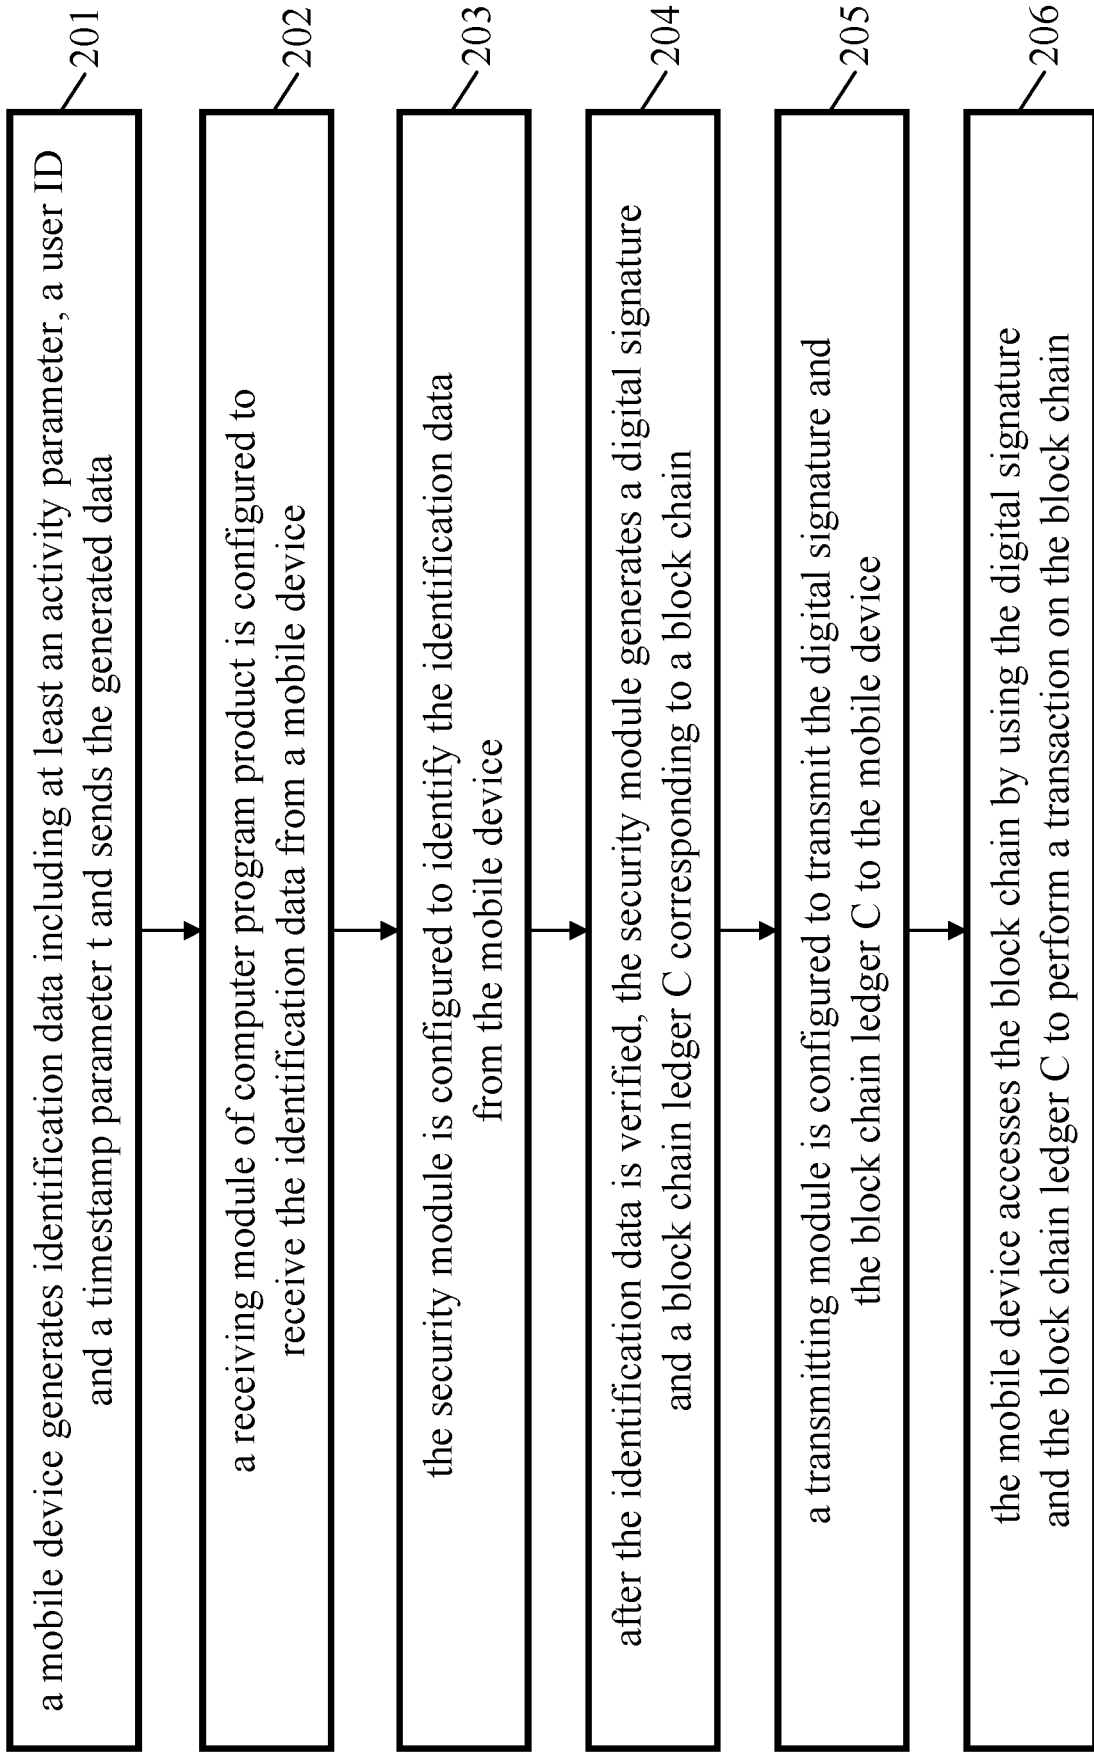 a mobile device generates identification data including at least an activity parameter, a user ID
and a timestamp parameter t and sends the generated data
201
a receiving module of computer program product is configured to
receive the identification data from a mobile device
202
the security module is configured to identify the identification data
from the mobile device
203
after the identification data is verified, the security module generates a digital signature
and a block chain ledger C corresponding to a block chain
204
a transmitting module is configured to transmit the digital signature and
the block chain ledger C to the mobile device
205
the mobile device accesses the block chain by using the digital signature
and the block chain ledger C to perform a transaction on the block chain
206